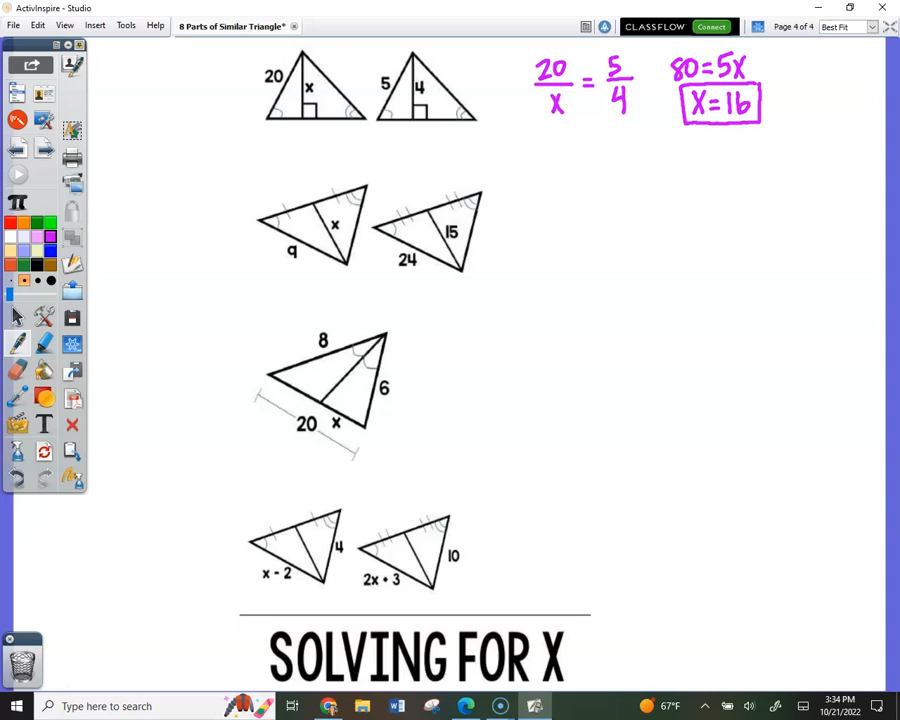 ActivInspire - Studio
File Edit View Insert Tools Help
8 Parts of Similar Triangle*
CLASSFLOW Connect
Page 4 of 4
Best Fit
20 x 5 4
20/x = 5/4
80=5x
x=16
9 x 24 15
8
6
20 x
x - 2 4 2x + 3 10
SOLVING FOR X
Type here to search
67°F
3:34 PM
10/21/2022